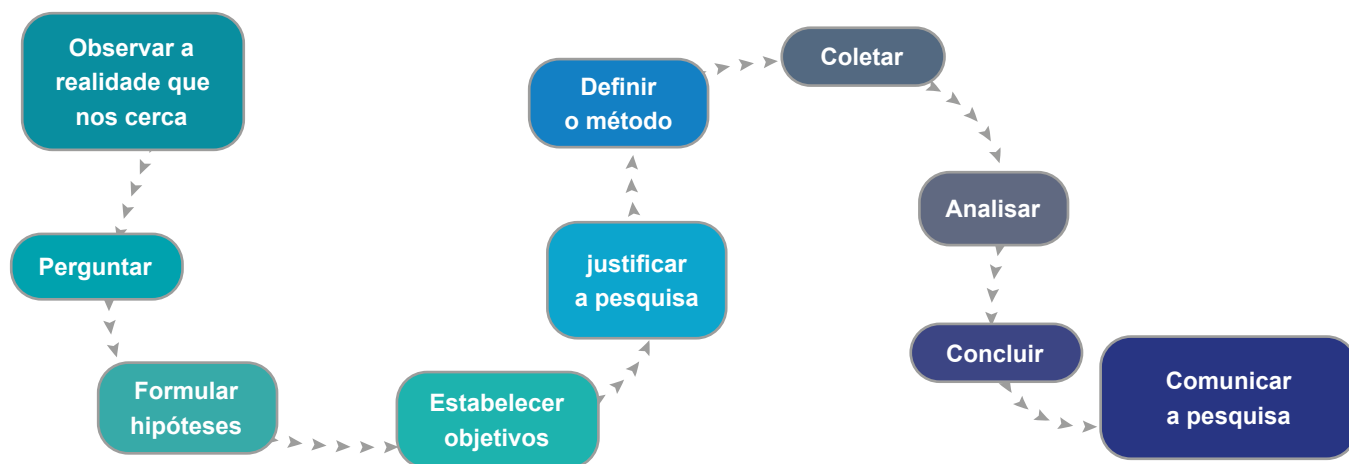 Observar a
realidade que
nos cerca
Perguntar
Formular
hipóteses
Estabelecer
objetivos
justificar
a pesquisa
Definir
o método
Coletar
Analisar
Concluir
Comunicar
a pesquisa